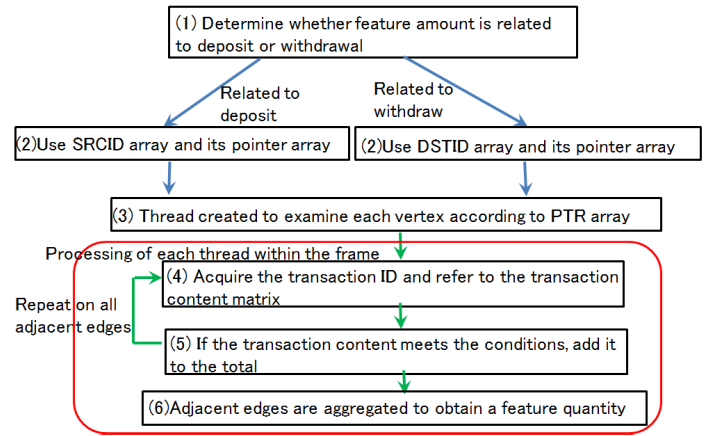 (1) Determine whether feature amount is related
to deposit or withdrawal
Related to
deposit
Related to
withdraw
(2)Use SRCID array and its pointer array
(2)Use DSTID array and its pointer array
(3) Thread created to examine each vertex according to PTR array
Processing of each thread within the frame
(4) Acquire the transaction ID and refer to the transaction
content matrix
Repeat on all
adjacent edges
(5) If the transaction content meets the conditions, add it
to the total
(6)Adjacent edges are aggregated to obtain a feature quantity